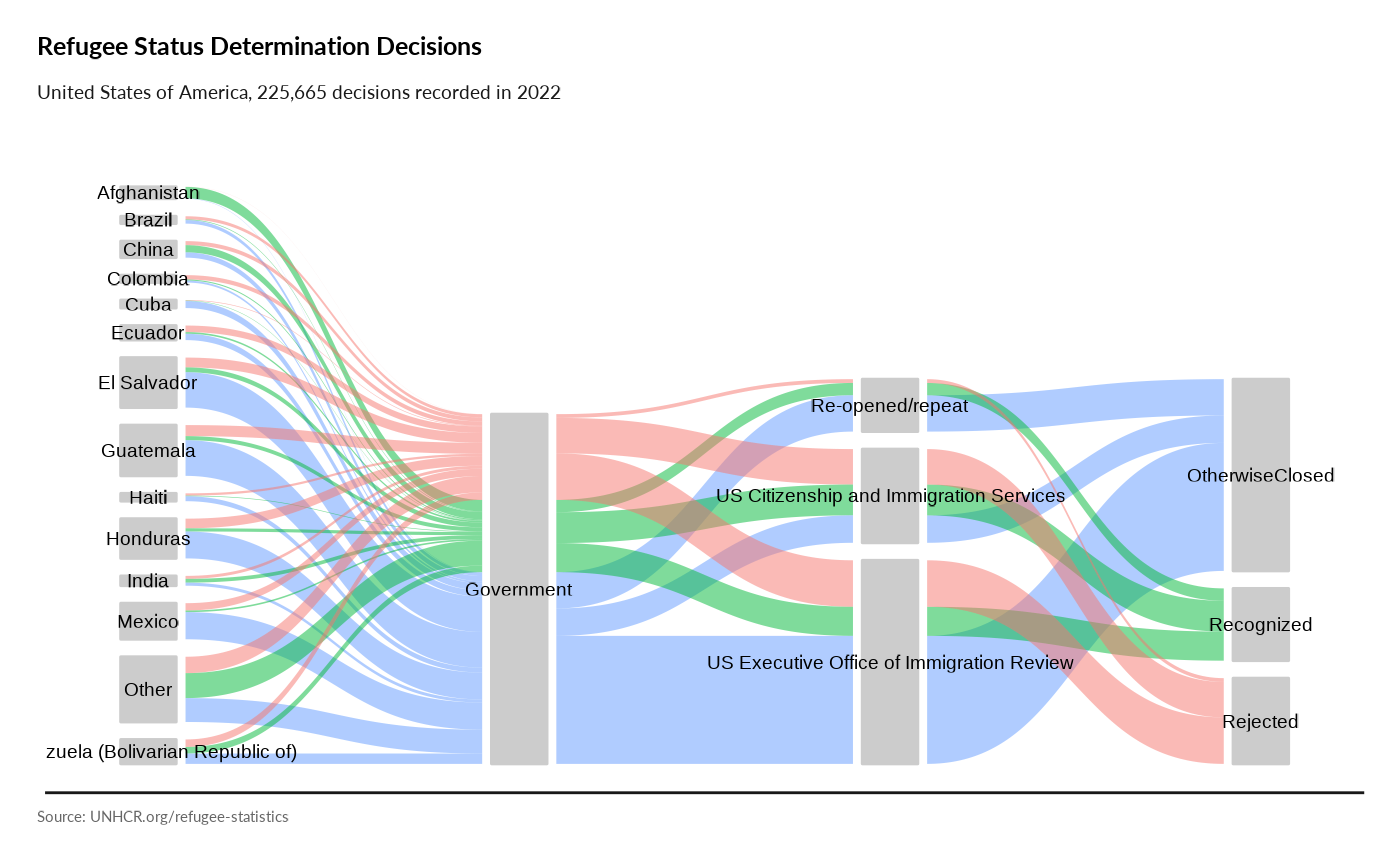 Refugee Status Determination Decisions
United States of America, 225,665 decisions recorded in 2022
Afghanistan
Brazil
China
Colombia
Cuba
Ecuador
El Salvador
Guatemala
Haiti
Honduras
India
Mexico
Other
zuela (Bolivarian Republic of)
Government
Re-opened/repeat
US Citizenship and Immigration Services
US Executive Office of Immigration Review
OtherwiseClosed
Recognized
Rejected
Source: UNHCR.org/refugee-statistics